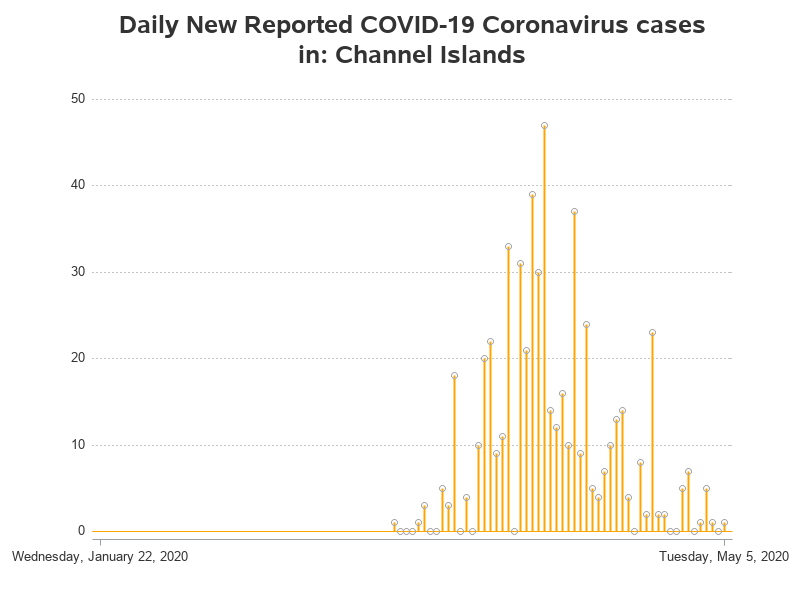 Daily New Reported COVID-19 Coronavirus cases
in: Channel Islands
50
40
30
20
10
0
Wednesday, January 22, 2020
Tuesday, May 5, 2020